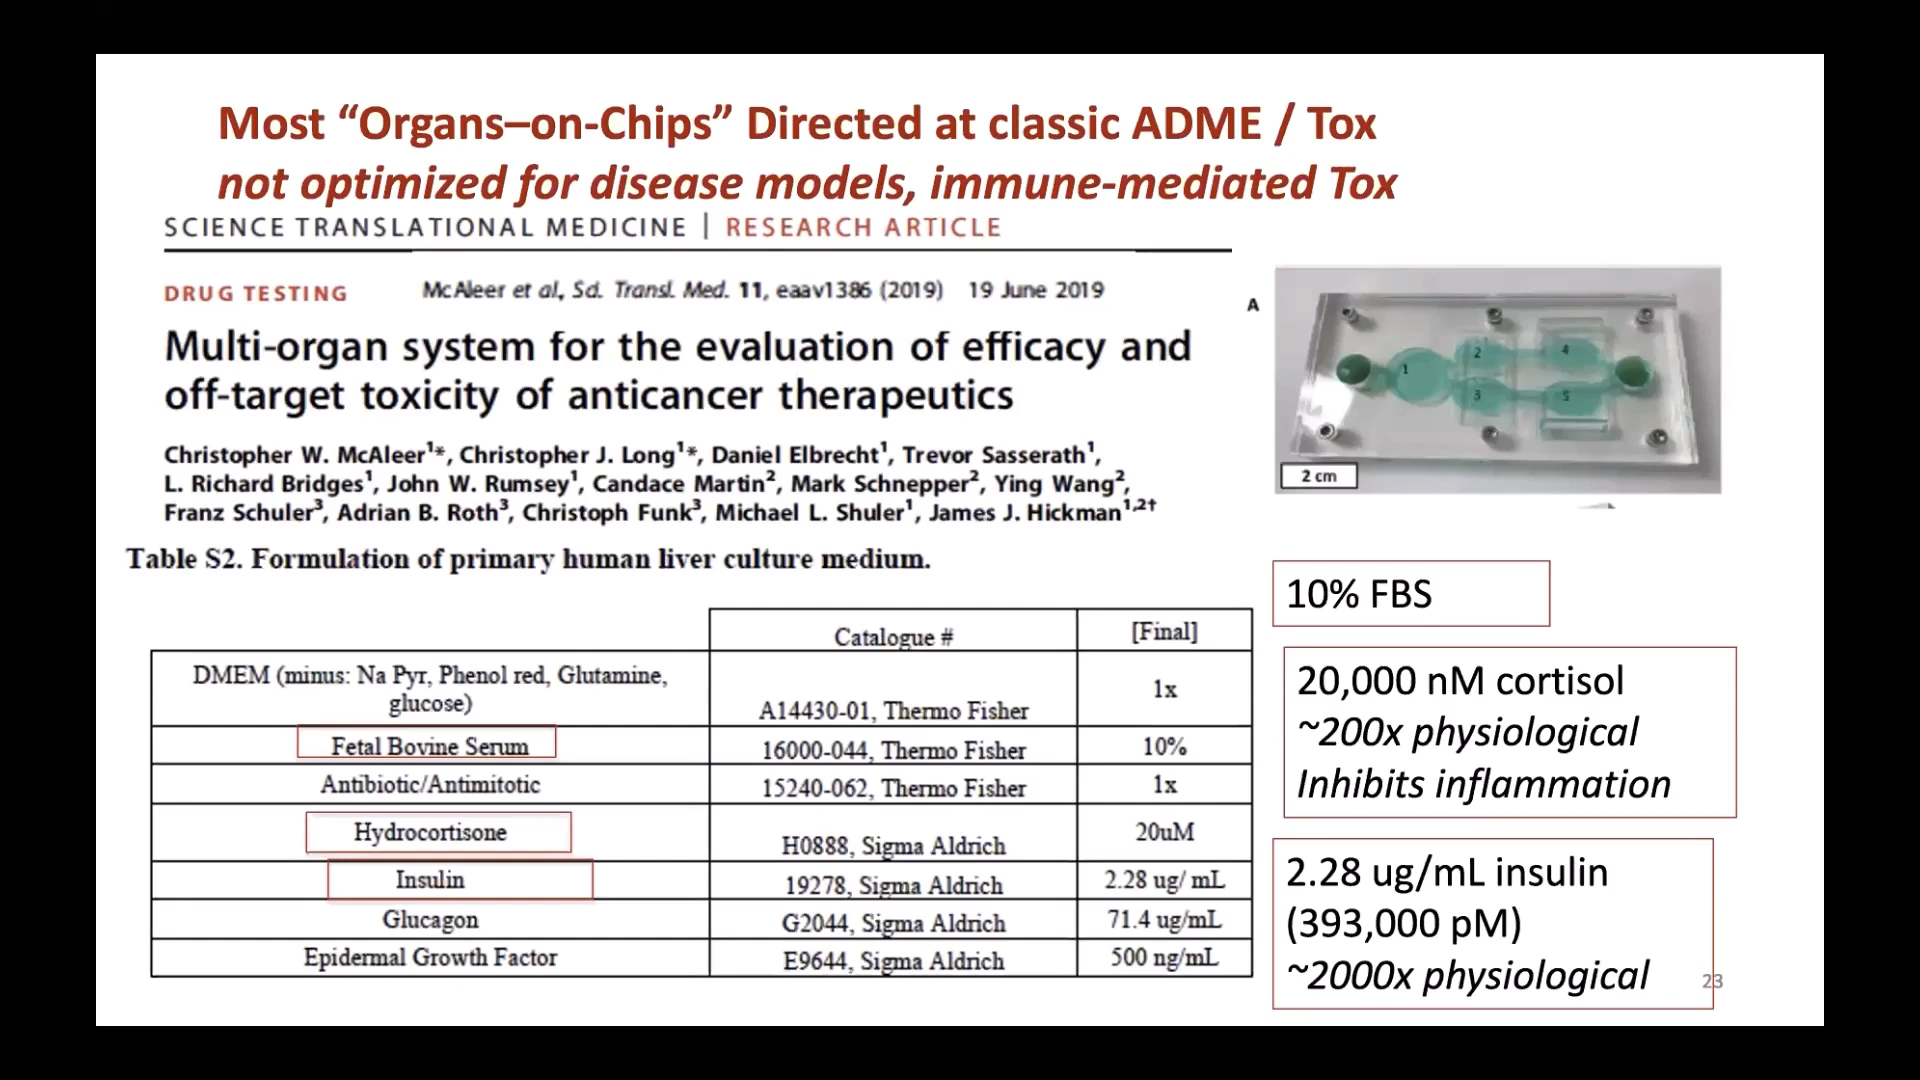 Most “Organs–on-Chips” Directed at classic ADME / Tox
not optimized for disease models, immune-mediated Tox
SCIENCE TRANSLATIONAL MEDICINE | RESEARCH ARTICLE
DRUG TESTING
McAleer et al., Sci. Transl. Med. 11, eaav1386 (2019) 19 June 2019
Multi-organ system for the evaluation of efficacy and
off-target toxicity of anticancer therapeutics
Christopher W. McAleer1*, Christopher J. Long1*, Daniel Elbrecht1, Trevor Sasserath1,
L. Richard Bridges1, John W. Rumsey1, Candace Martin2, Mark Schnepper2, Ying Wang2,
Franz Schuler3, Adrian B. Roth3, Christoph Funk3, Michael L. Shuler1, James J. Hickman1,2†
A
1
2
3
4
5
2 cm
Table S2. Formulation of primary human liver culture medium.
Catalogue # [Final]
DMEM (minus: Na Pyr, Phenol red, Glutamine,
glucose)
A14430-01, Thermo Fisher 1x
Fetal Bovine Serum 16000-044, Thermo Fisher 10%
Antibiotic/Antimitotic 15240-062, Thermo Fisher 1x
Hydrocortisone H0888, Sigma Aldrich 20uM
Insulin 19278, Sigma Aldrich 2.28 ug/ mL
Glucagon G2044, Sigma Aldrich 71.4 ug/mL
Epidermal Growth Factor E9644, Sigma Aldrich 500 ng/mL
10% FBS
20,000 nM cortisol
~200x physiological
Inhibits inflammation
2.28 ug/mL insulin
(393,000 pM)
~2000x physiological
23